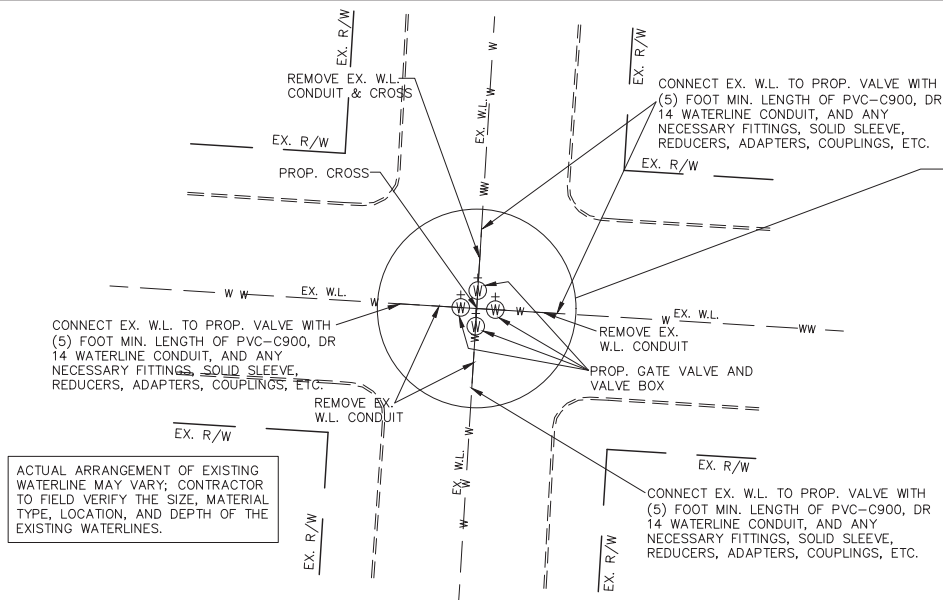 EX. R/W
EX. R/W
W
REMOVE EX. W.L.
CONDUIT & CROSS
W
EX. W.L.
CONNECT EX. W.L. TO PROP. VALVE WITH
(5) FOOT MIN. LENGTH OF PVC-C900, DR
14 WATERLINE CONDUIT, AND ANY
NECESSARY FITTINGS, SOLID SLEEVE,
REDUCERS, ADAPTERS, COUPLINGS, ETC.
EX. R/W
EX. R/W
PROP. CROSS
WW
W W
EX. W.L.
W
W
W
W
W
W
W
W
EX. W.L.
WW
CONNECT EX. W.L. TO PROP. VALVE WITH
(5) FOOT MIN. LENGTH OF PVC-C900, DR
14 WATERLINE CONDUIT, AND ANY
NECESSARY FITTINGS, SOLID SLEEVE,
REDUCERS, ADAPTERS, COUPLINGS, ETC.
REMOVE EX.
W.L. CONDUIT
W
PROP. GATE VALVE AND
VALVE BOX
REMOVE EX.
W.L. CONDUIT
EX. R/W
W
EX. W.L.
W
W
EX. R/W
ACTUAL ARRANGEMENT OF EXISTING
WATERLINE MAY VARY; CONTRACTOR
TO FIELD VERIFY THE SIZE, MATERIAL
TYPE, LOCATION, AND DEPTH OF THE
EXISTING WATERLINES.
CONNECT EX. W.L. TO PROP. VALVE WITH
(5) FOOT MIN. LENGTH OF PVC-C900, DR
14 WATERLINE CONDUIT, AND ANY
NECESSARY FITTINGS, SOLID SLEEVE,
REDUCERS, ADAPTERS, COUPLINGS, ETC.
EX. R/W
EX. R/W